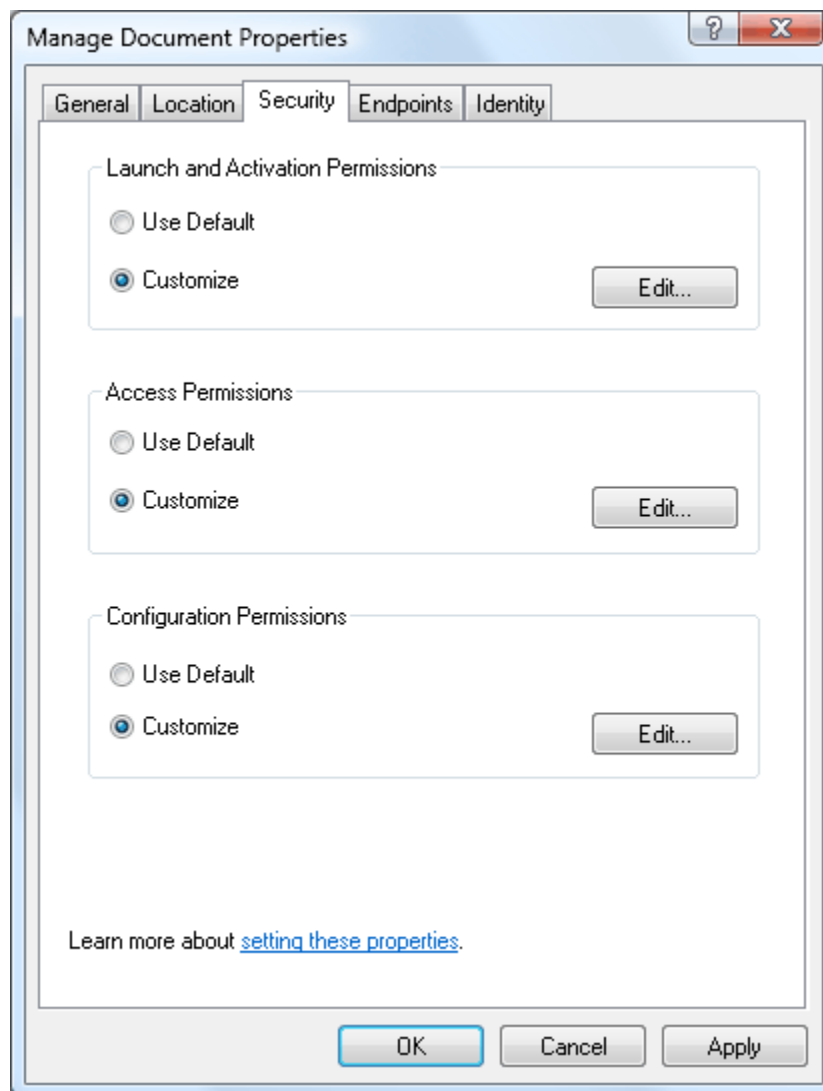 Manage Document Properties
?
General Location Security Endpoints Identity
Launch and Activation Permissions
Use Default
Customize
Edit...
Access Permissions
Use Default
Customize
Edit...
Configuration Permissions
Use Default
Customize
Edit...
Learn more about setting these properties.
OK Cancel Apply